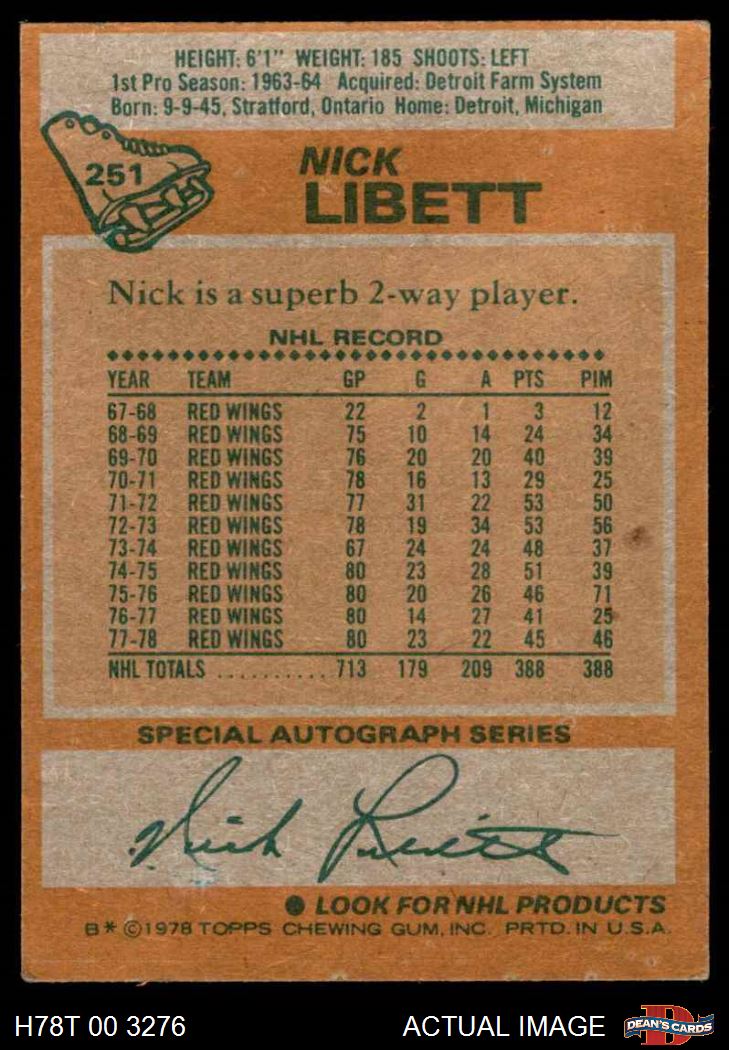 HEIGHT: 6'1" WEIGHT: 185 SHOOTS: LEFT
1st Pro Season: 1963-64 Acquired: Detroit Farm System
Born: 9-9-45, Stratford, Ontario Home: Detroit, Michigan
251
NICK
LIBETT
Nick is a superb 2-way player.
NHL RECORD
YEAR TEAM GP G A PTS PIM
67-68 RED WINGS 22 2 1 3 12
68-69 RED WINGS 75 10 14 24 34
69-70 RED WINGS 76 20 20 40 39
70-71 RED WINGS 78 16 13 29 25
71-72 RED WINGS 77 31 22 53 50
72-73 RED WINGS 78 19 34 53 56
73-74 RED WINGS 67 24 24 48 37
74-75 RED WINGS 80 23 28 51 39
75-76 RED WINGS 80 20 26 46 71
76-77 RED WINGS 80 14 27 41 25
77-78 RED WINGS 80 23 22 45 46
NHL TOTALS .......... 713 179 209 388 388
SPECIAL AUTOGRAPH SERIES
Nick Libett
● LOOK FOR NHL PRODUCTS
B* ©1978 TOPPS CHEWING GUM, INC. PRTD. IN U.S.A.
H78T 00 3276 ACTUAL IMAGE DEAN'S CARDS